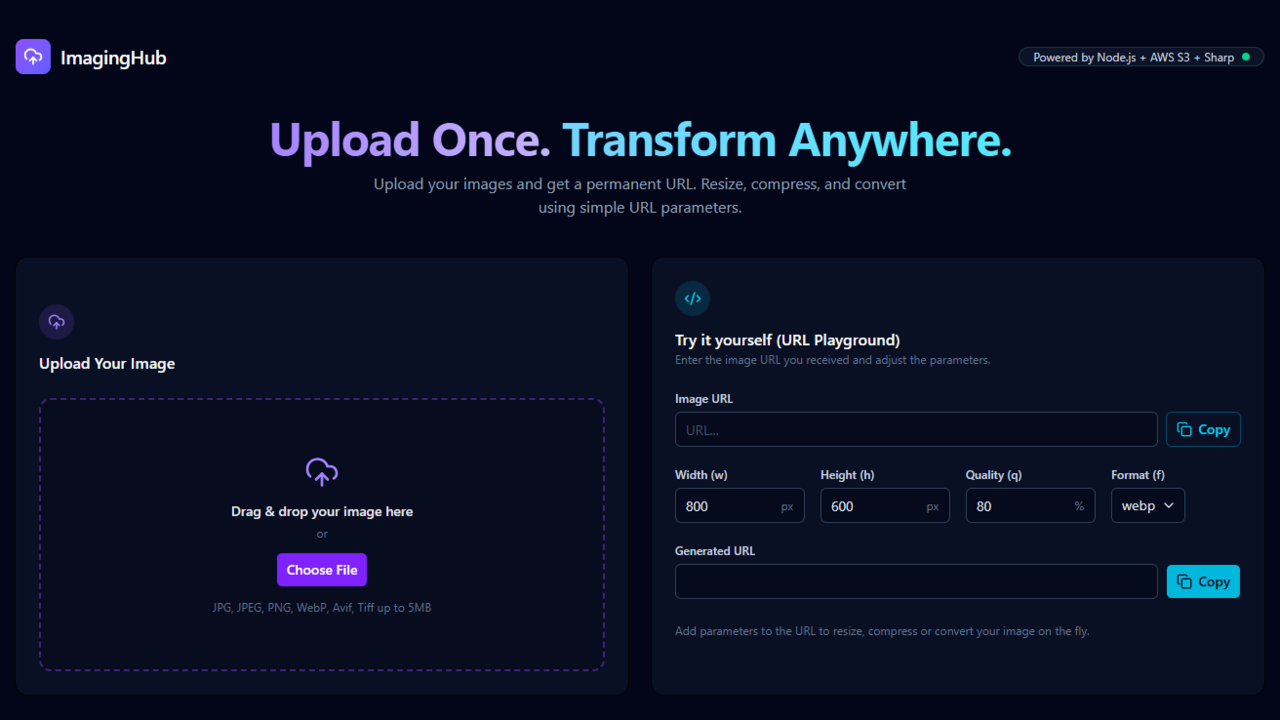 ImagingHub
Powered by Node.js + AWS S3 + Sharp
Upload Once. Transform Anywhere.
Upload your images and get a permanent URL. Resize, compress, and convert
using simple URL parameters.
Upload Your Image
Drag & drop your image here
or
Choose File
JPG, JPEG, PNG, WebP, Avif, Tiff up to 5MB
</>
Try it yourself (URL Playground)
Enter the image URL you received and adjust the parameters.
Image URL
URL...
Copy
Width (w)
800 px
Height (h)
600 px
Quality (q)
80 %
Format (f)
webp
Generated URL
Copy
Add parameters to the URL to resize, compress or convert your image on the fly.